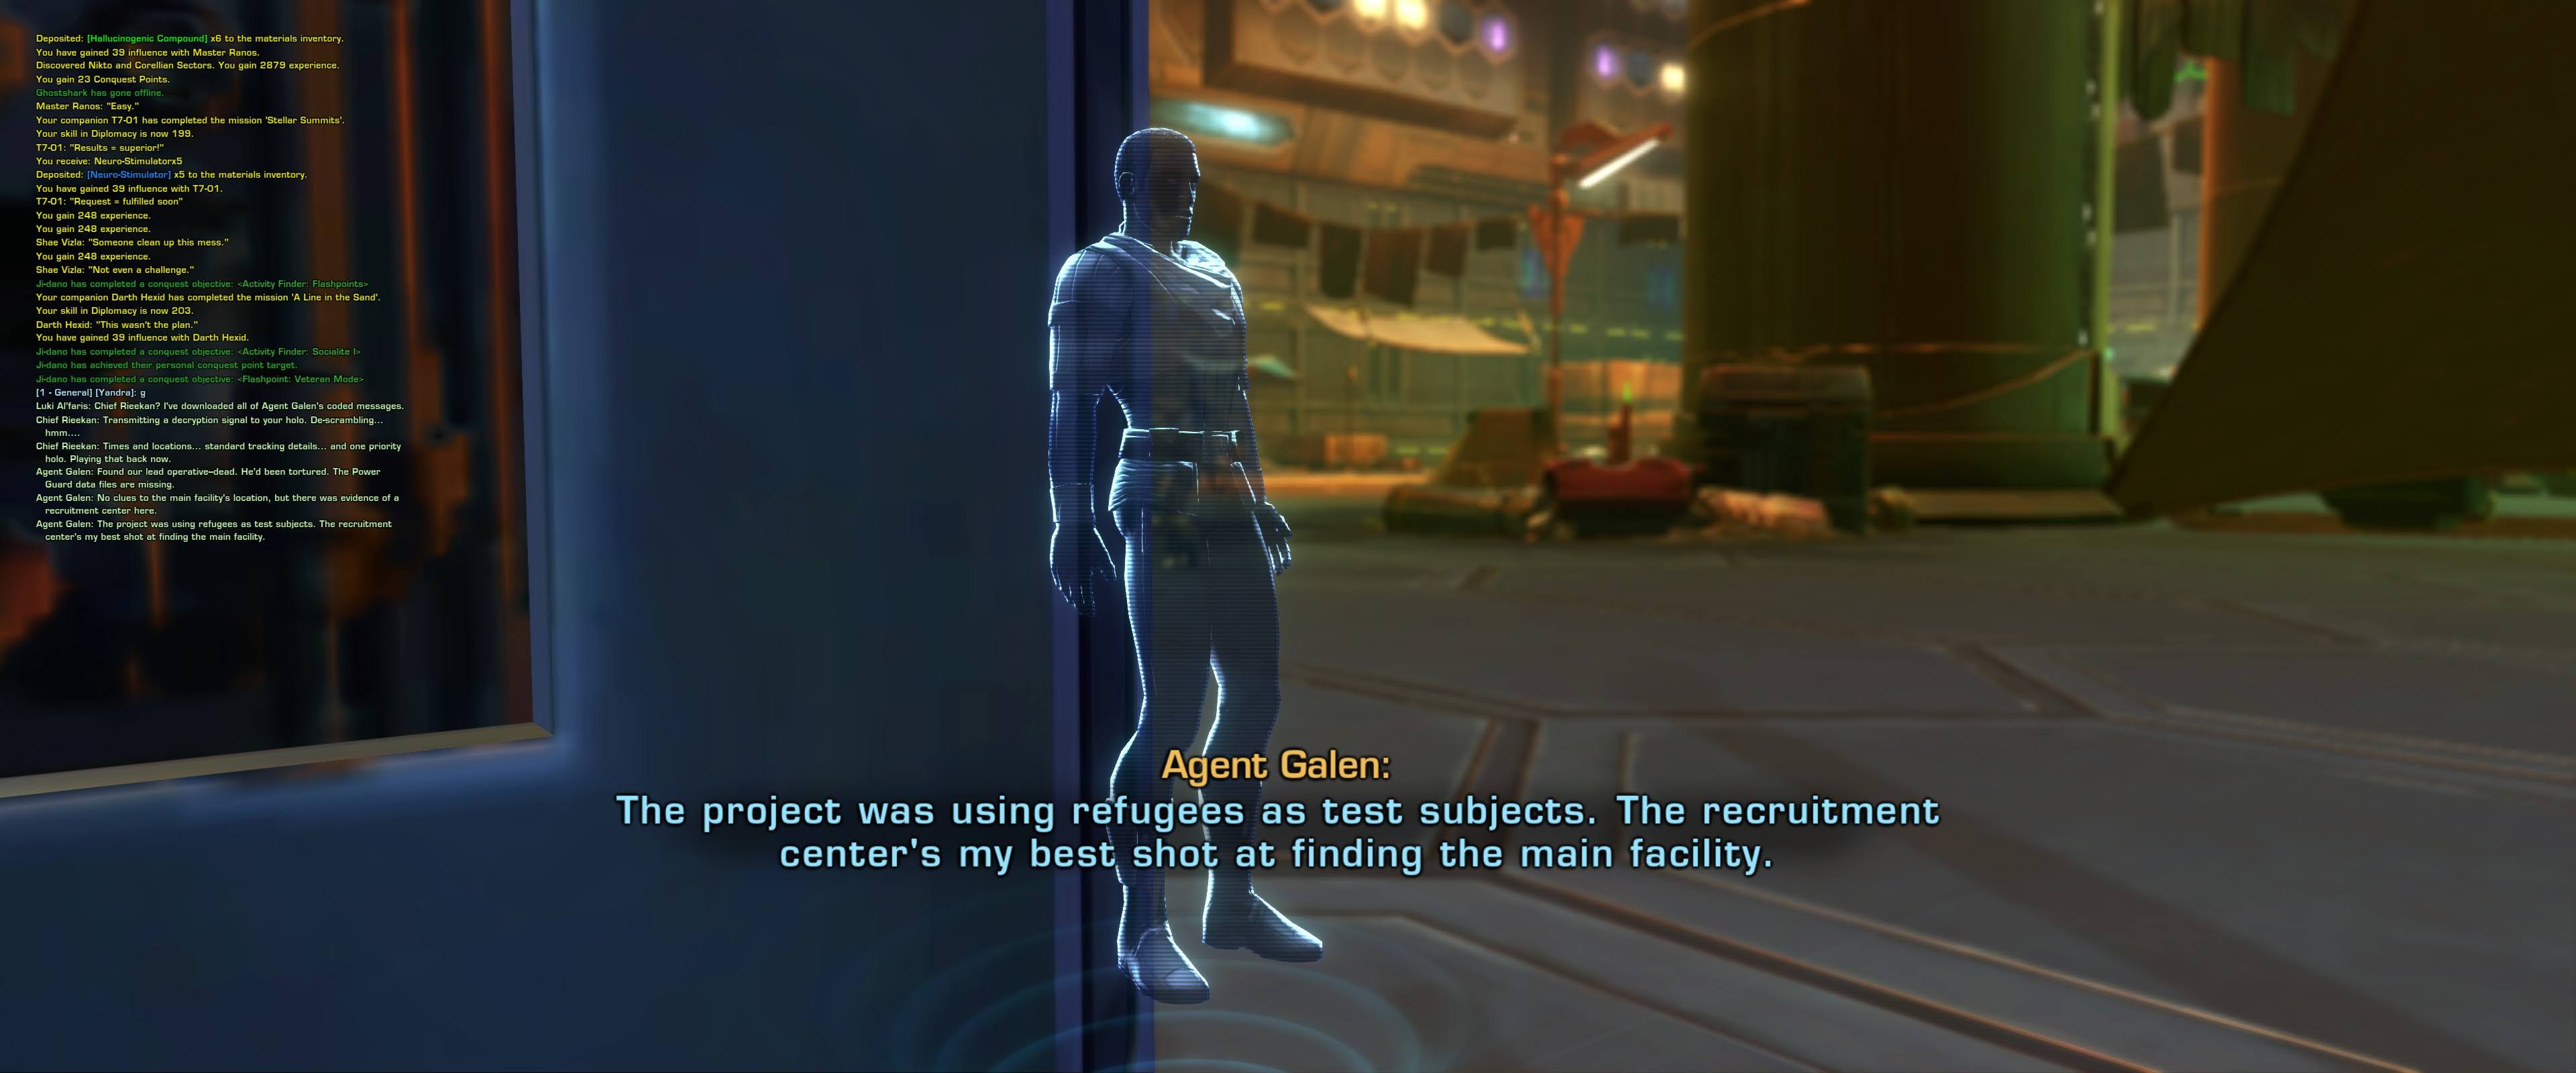 Deposited: [Hallucinogenic Compound] x6 to the materials inventory.
You have gained 39 influence with Master Ranos.
Discovered Nikto and Corellian Sectors. You gain 2879 experience.
You gain 23 Conquest Points.
Ghostshark has gone offline.
Master Ranos: "Easy."
Your companion T7-01 has completed the mission 'Stellar Summits'.
Your skill in Diplomacy is now 199.
T7-01: "Results = superior!"
You receive: Neuro-Stimulatorx5
Deposited: [Neuro-Stimulator] x5 to the materials inventory.
You have gained 39 influence with T7-01.
T7-01: "Request = fulfilled soon"
You gain 248 experience.
You gain 248 experience.
Shae Vizla: "Someone clean up this mess."
You gain 248 experience.
Shae Vizla: "Not even a challenge."
Ji-dano has completed a conquest objective: <Activity Finder: Flashpoints>
Your companion Darth Hexid has completed the mission 'A Line in the Sand'.
Your skill in Diplomacy is now 203.
Darth Hexid: "This wasn't the plan."
You have gained 39 influence with Darth Hexid.
Ji-dano has completed a conquest objective: <Activity Finder: Socialite I>
Ji-dano has achieved their personal conquest point target.
Ji-dano has completed a conquest objective: <Flashpoint: Veteran Mode>
[1 - General] [Yandra]: g
Luki Al'faris: Chief Rieekan? I've downloaded all of Agent Galen's coded messages.
Chief Rieekan: Transmitting a decryption signal to your holo. De-scrambling...
hmm....
Chief Rieekan: Times and locations... standard tracking details... and one priority
holo. Playing that back now.
Agent Galen: Found our lead operative–dead. He'd been tortured. The Power
Guard data files are missing.
Agent Galen: No clues to the main facility's location, but there was evidence of a
recruitment center here.
Agent Galen: The project was using refugees as test subjects. The recruitment
center's my best shot at finding the main facility.
Agent Galen:
The project was using refugees as test subjects. The recruitment
center's my best shot at finding the main facility.